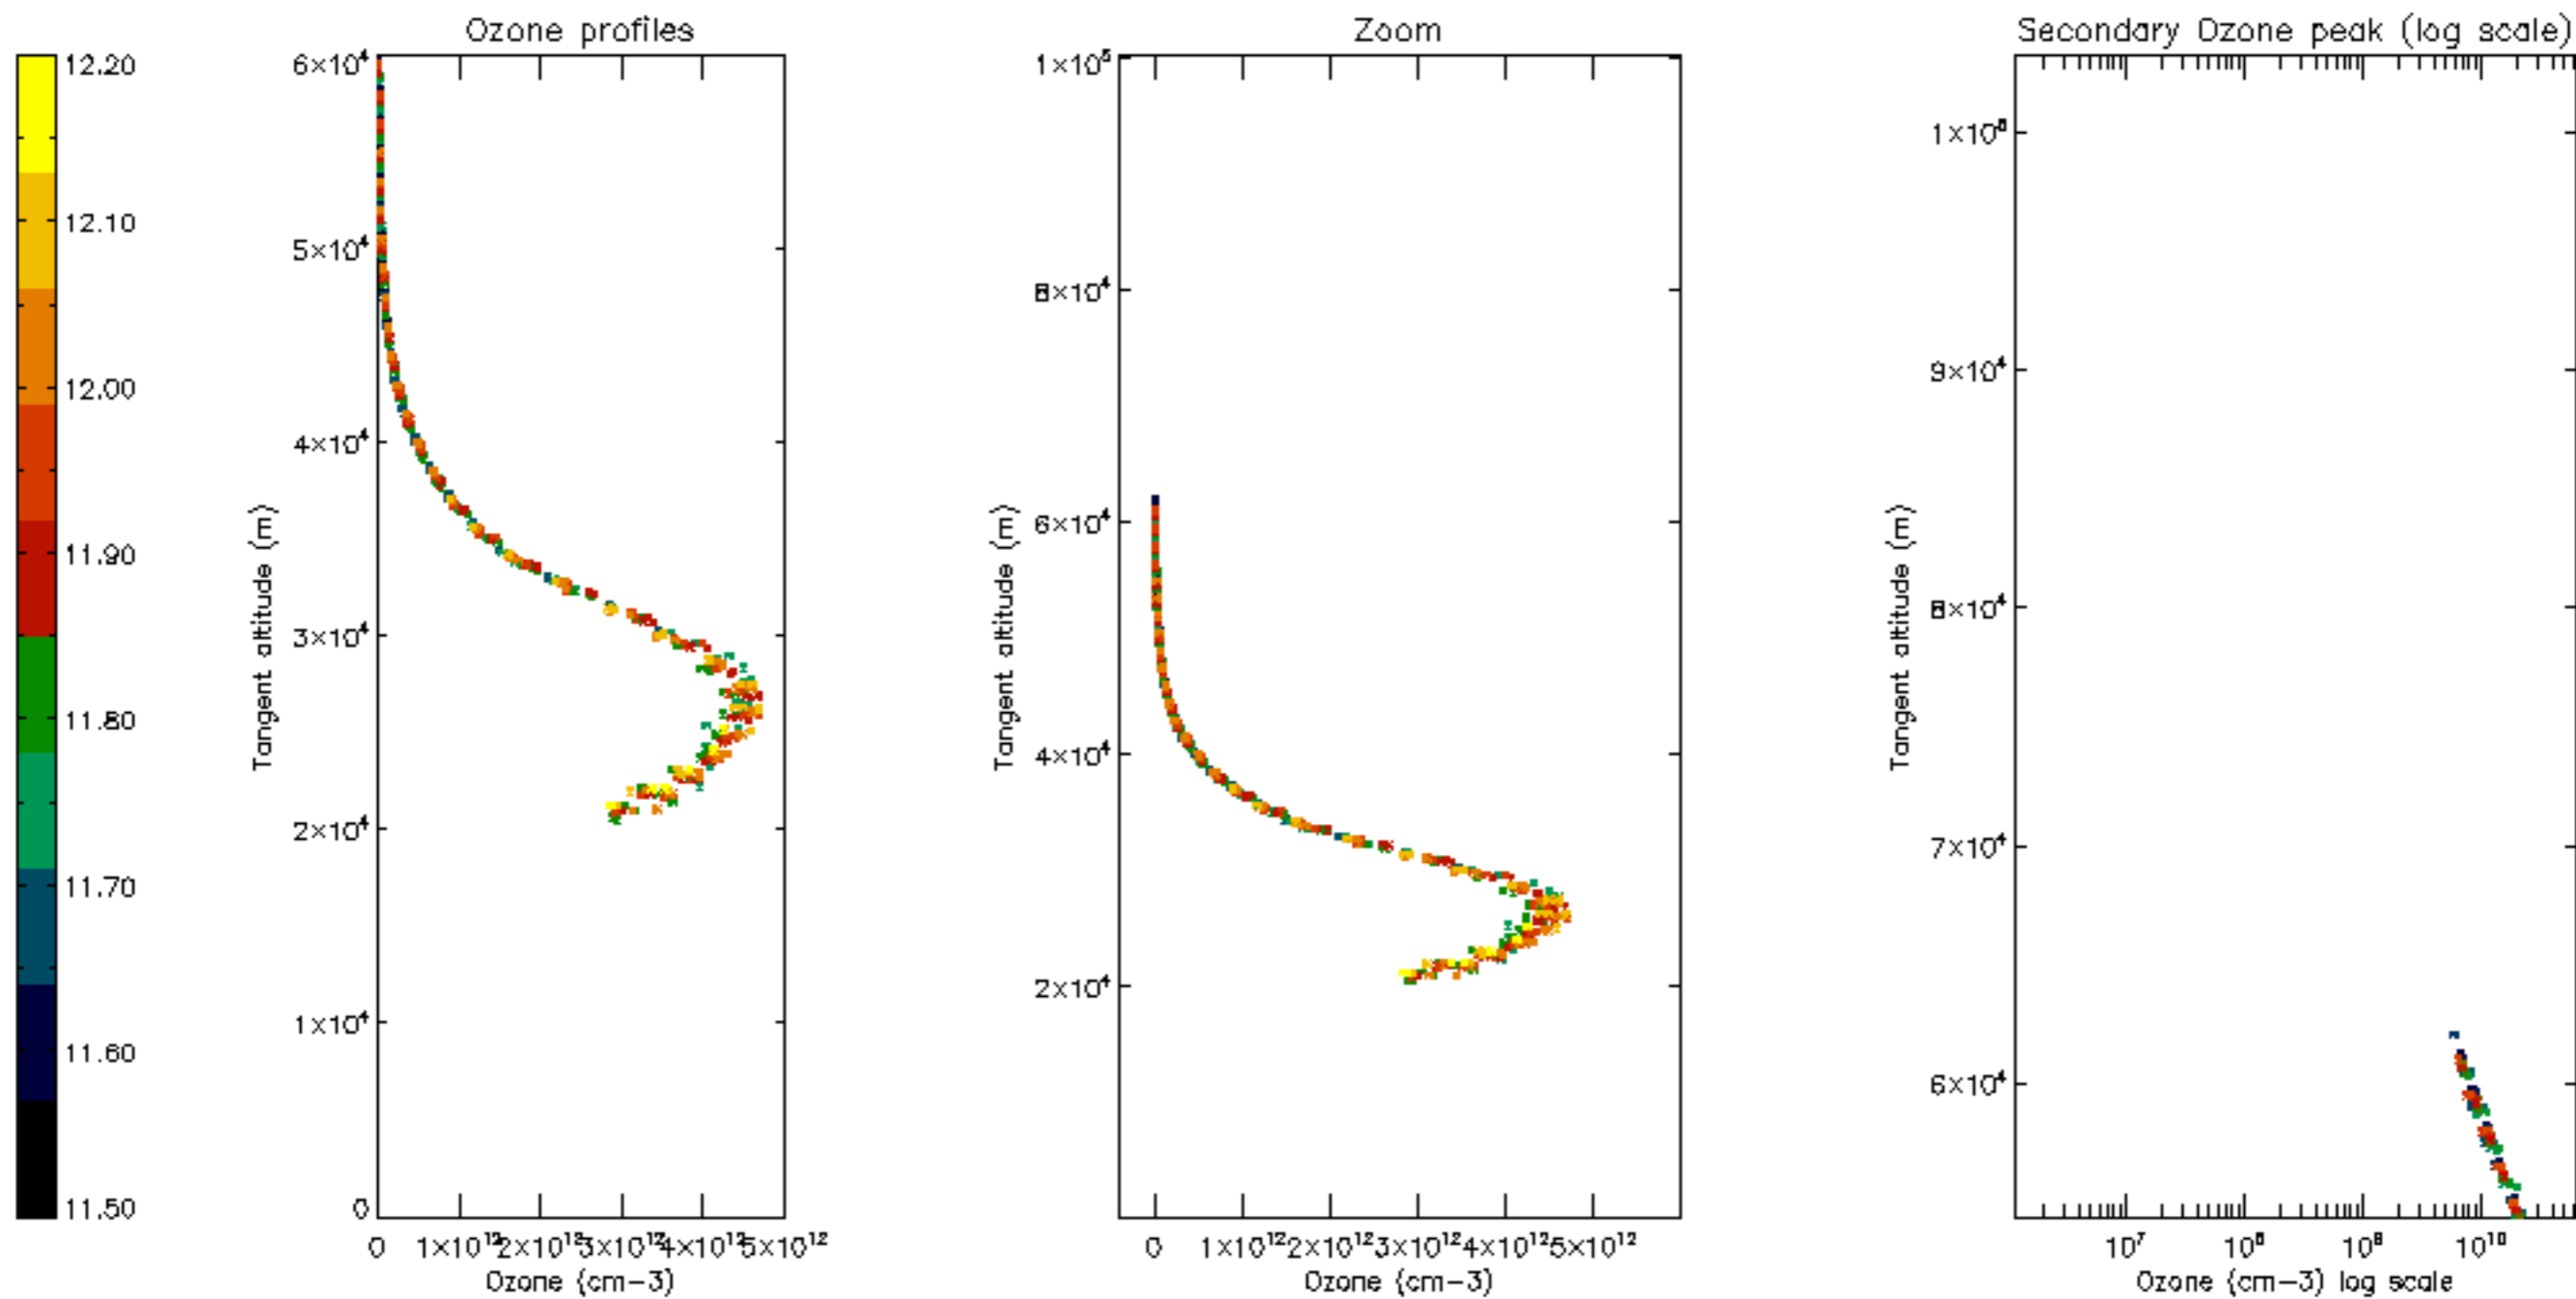 Ozone profiles
Zoom
Secondary Ozone peak (log scale)
12.20
12.10
12.00
11.90
11.80
11.70
11.60
11.50
6×10⁴
5×10⁴
4×10⁴
3×10⁴
2×10⁴
1×10⁴
0
Tangent altitude (m)
0 1×10¹² 2×10¹² 3×10¹² 4×10¹² 5×10¹²
Ozone (cm-3)
1×10⁵
8×10⁴
6×10⁴
4×10⁴
2×10⁴
Tangent altitude (m)
0 1×10¹² 2×10¹² 3×10¹² 4×10¹² 5×10¹²
Ozone (cm-3)
1×10⁵
9×10⁴
8×10⁴
7×10⁴
6×10⁴
Tangent altitude (m)
10⁷ 10⁸ 10⁹ 10¹⁰
Ozone (cm-3) log scale